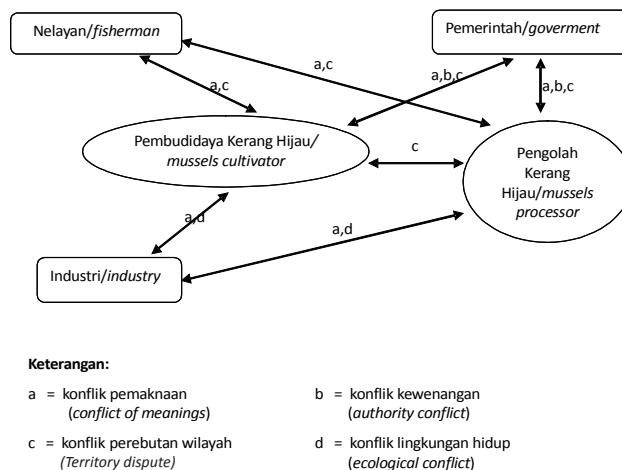 Nelayan/fisherman
Pemerintah/goverment
a,c
a,c
a,b,c
a,b,c
Pembudidaya Kerang Hijau/
mussels cultivator
c
Pengolah
Kerang
Hijau/mussels
processor
a,d
a,d
Industri/industry
Keterangan:
a = konflik pemaknaan
(conflict of meanings)
b = konflik kewenangan
(authority conflict)
c = konflik perebutan wilayah
(Territory dispute)
d = konflik lingkungan hidup
(ecological conflict)